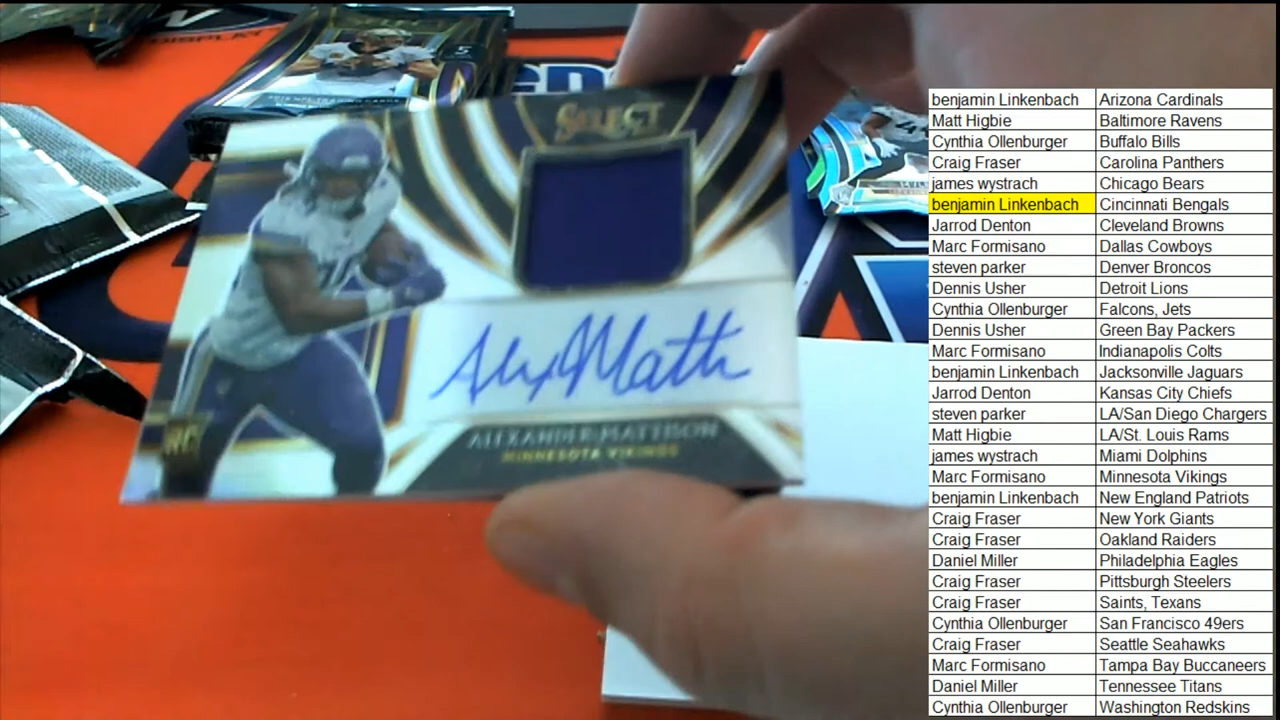 SELECT
Alex Matt
ALEXANDER MATTISON
MINNESOTA VIKINGS
RC
5
benjamin Linkenbach Arizona Cardinals
Matt Higbie Baltimore Ravens
Cynthia Ollenburger Buffalo Bills
Craig Fraser Carolina Panthers
james wystrach Chicago Bears
benjamin Linkenbach Cincinnati Bengals
Jarrod Denton Cleveland Browns
Marc Formisano Dallas Cowboys
steven parker Denver Broncos
Dennis Usher Detroit Lions
Cynthia Ollenburger Falcons, Jets
Dennis Usher Green Bay Packers
Marc Formisano Indianapolis Colts
benjamin Linkenbach Jacksonville Jaguars
Jarrod Denton Kansas City Chiefs
steven parker LA/San Diego Chargers
Matt Higbie LA/St. Louis Rams
james wystrach Miami Dolphins
Marc Formisano Minnesota Vikings
benjamin Linkenbach New England Patriots
Craig Fraser New York Giants
Craig Fraser Oakland Raiders
Daniel Miller Philadelphia Eagles
Craig Fraser Pittsburgh Steelers
Craig Fraser Saints, Texans
Cynthia Ollenburger San Francisco 49ers
Craig Fraser Seattle Seahawks
Marc Formisano Tampa Bay Buccaneers
Daniel Miller Tennessee Titans
Cynthia Ollenburger Washington Redskins